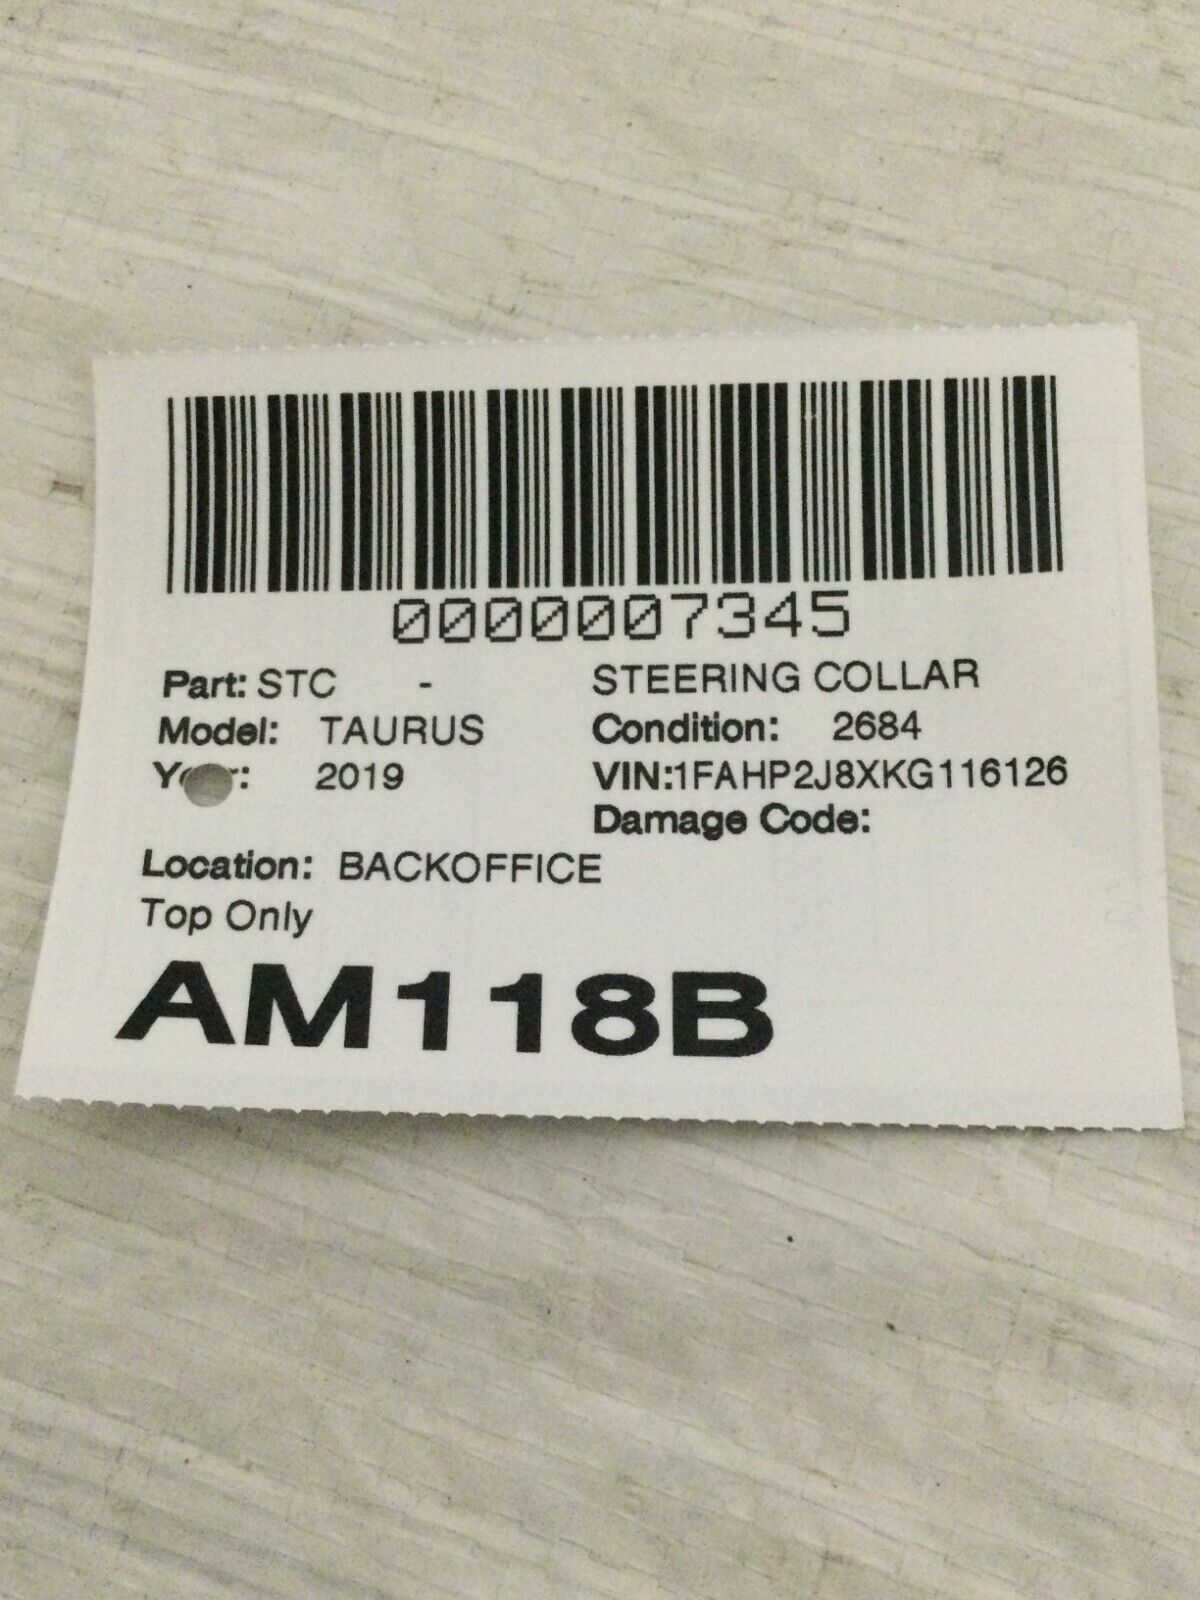 0000007345
Part: STC - STEERING COLLAR
Model: TAURUS Condition: 2684
2019 VIN:1FAHP2J8XKG116126
Damage Code:
Location: BACKOFFICE
Top Only
AM118B